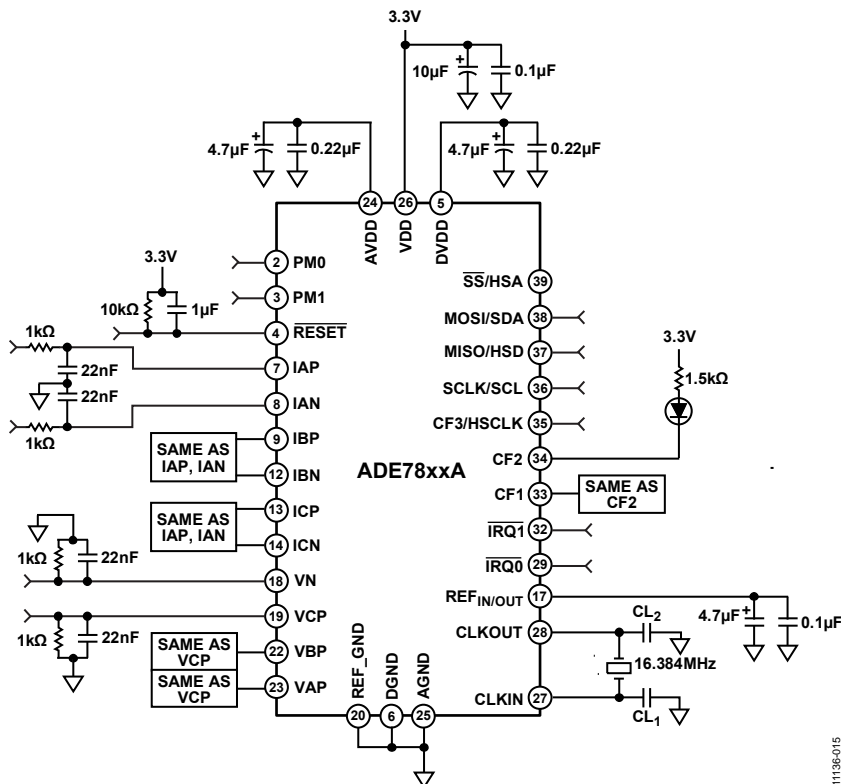 3.3V
10µF
+
0.1µF
+
4.7µF
0.22µF
4.7µF
+
0.22µF
24
26
5
AVDD
VDD
DVDD
3.3V
10kΩ
1µF
2
PM0
3
PM1
4
RESET
1kΩ
7
IAP
22nF
22nF
8
IAN
1kΩ
SAME AS
IAP, IAN
9
IBP
12
IBN
SAME AS
IAP, IAN
13
ICP
14
ICN
1kΩ
22nF
18
VN
19
VCP
1kΩ
22nF
SAME AS
VCP
22
VBP
SAME AS
VCP
23
VAP
ADE78xxA
SS/HSA
39
MOSI/SDA
38
MISO/HSD
37
SCLK/SCL
36
CF3/HSCLK
35
3.3V
1.5kΩ
CF2
34
CF1
33
SAME AS
CF2
IRQ1
32
IRQ0
29
REFIN/OUT
17
4.7µF
+
0.1µF
CLKOUT
28
CL2
16.384MHz
CLKIN
27
CL1
REF_GND
DGND
AGND
20
6
25
11136-015